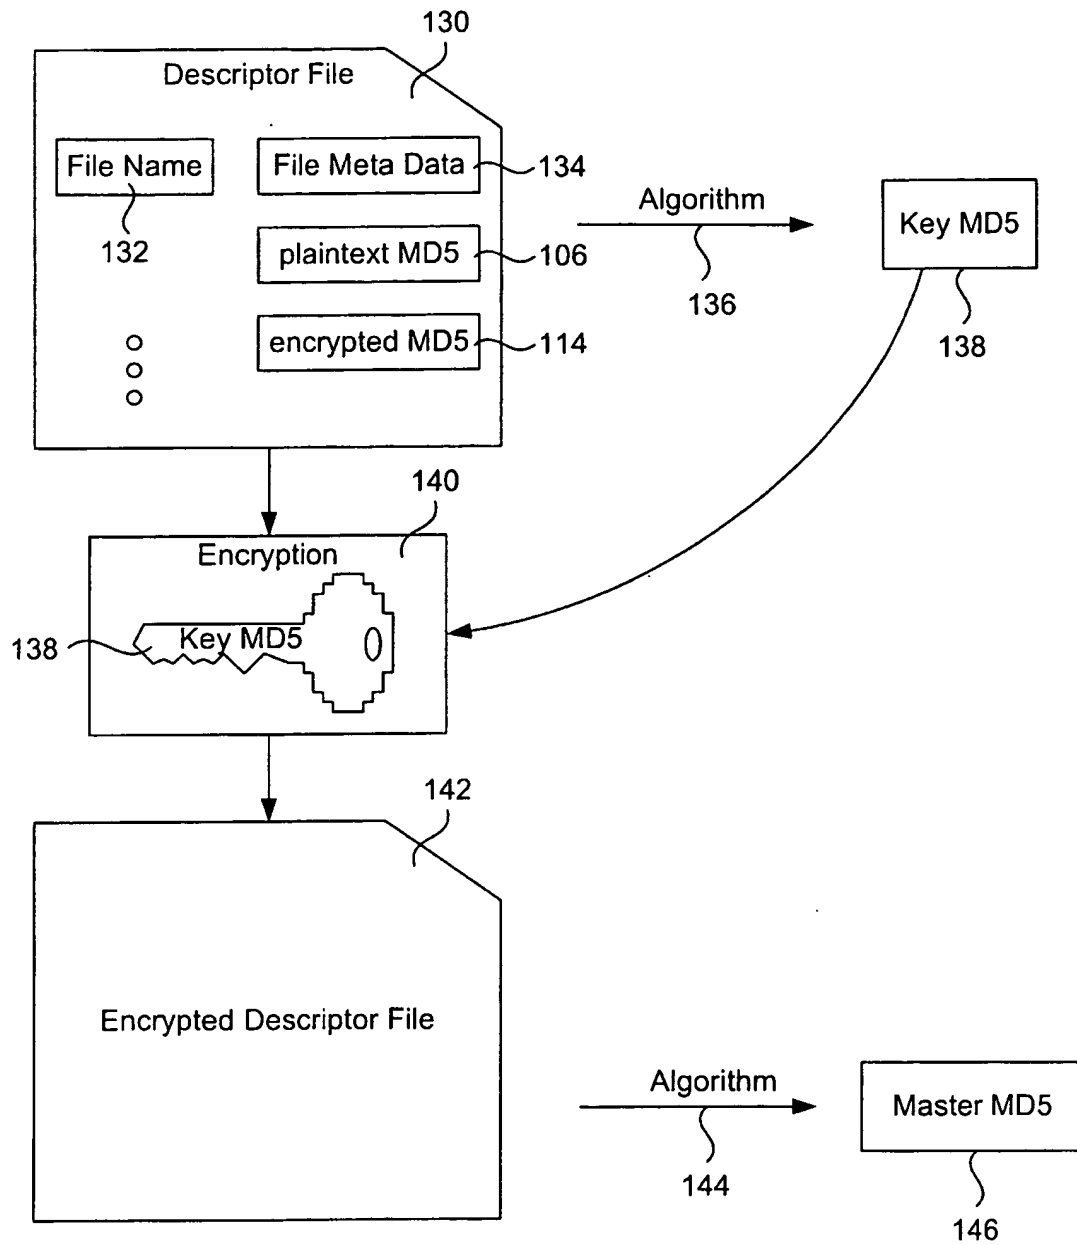 130
Descriptor File
File Name
File Meta Data
134
132
plaintext MD5
106
encrypted MD5
114
Algorithm
136
Key MD5
138
140
Encryption
Key MD5
138
142
Encrypted Descriptor File
Algorithm
144
Master MD5
146